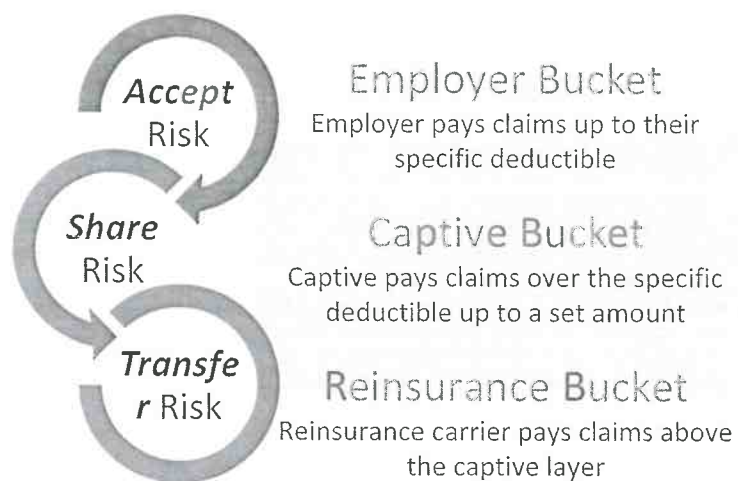 Accept
Risk
Employer Bucket
Employer pays claims up to their
specific deductible
Share
Risk
Captive Bucket
Captive pays claims over the specific
deductible up to a set amount
Transfe
r Risk
Reinsurance Bucket
Reinsurance carrier pays claims above
the captive layer